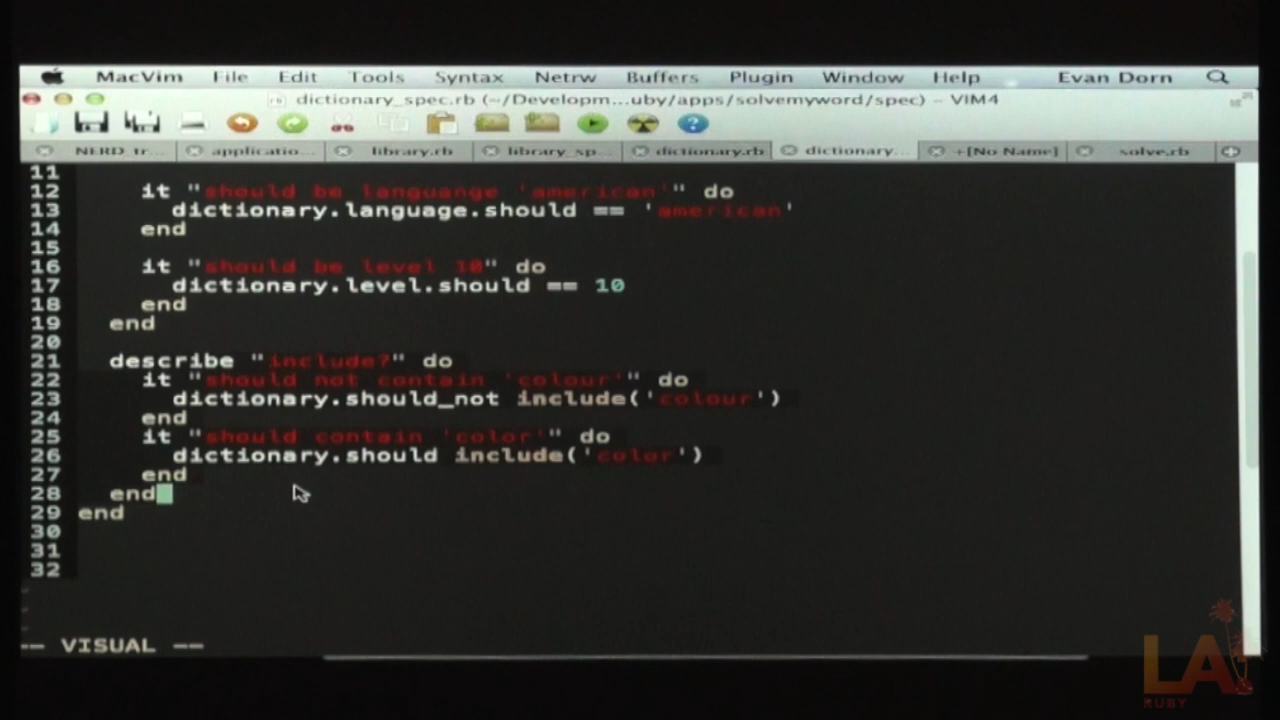 MacVim File Edit Tools Syntax Netrw Buffers Plugin Window Help Evan Dorn
dictionary_spec.rb (~/Developm...uby/apps/solvemyword/spec) – VIM4
NERD_tr... applicatio... library.rb library_sp... dictionary.rb dictionary... +[No Name] solve.rb
11
12 it "should be languange 'american'" do
13 dictionary.language.should == 'american'
14 end
15
16 it "should be level 10" do
17 dictionary.level.should == 10
18 end
19 end
20
21 describe "include?" do
22 it "should not contain 'colour'" do
23 dictionary.should_not include('colour')
24 end
25 it "should contain 'color'" do
26 dictionary.should include('color')
27 end
28 end
29 end
30
31
32
-- VISUAL --
LA
RUBY